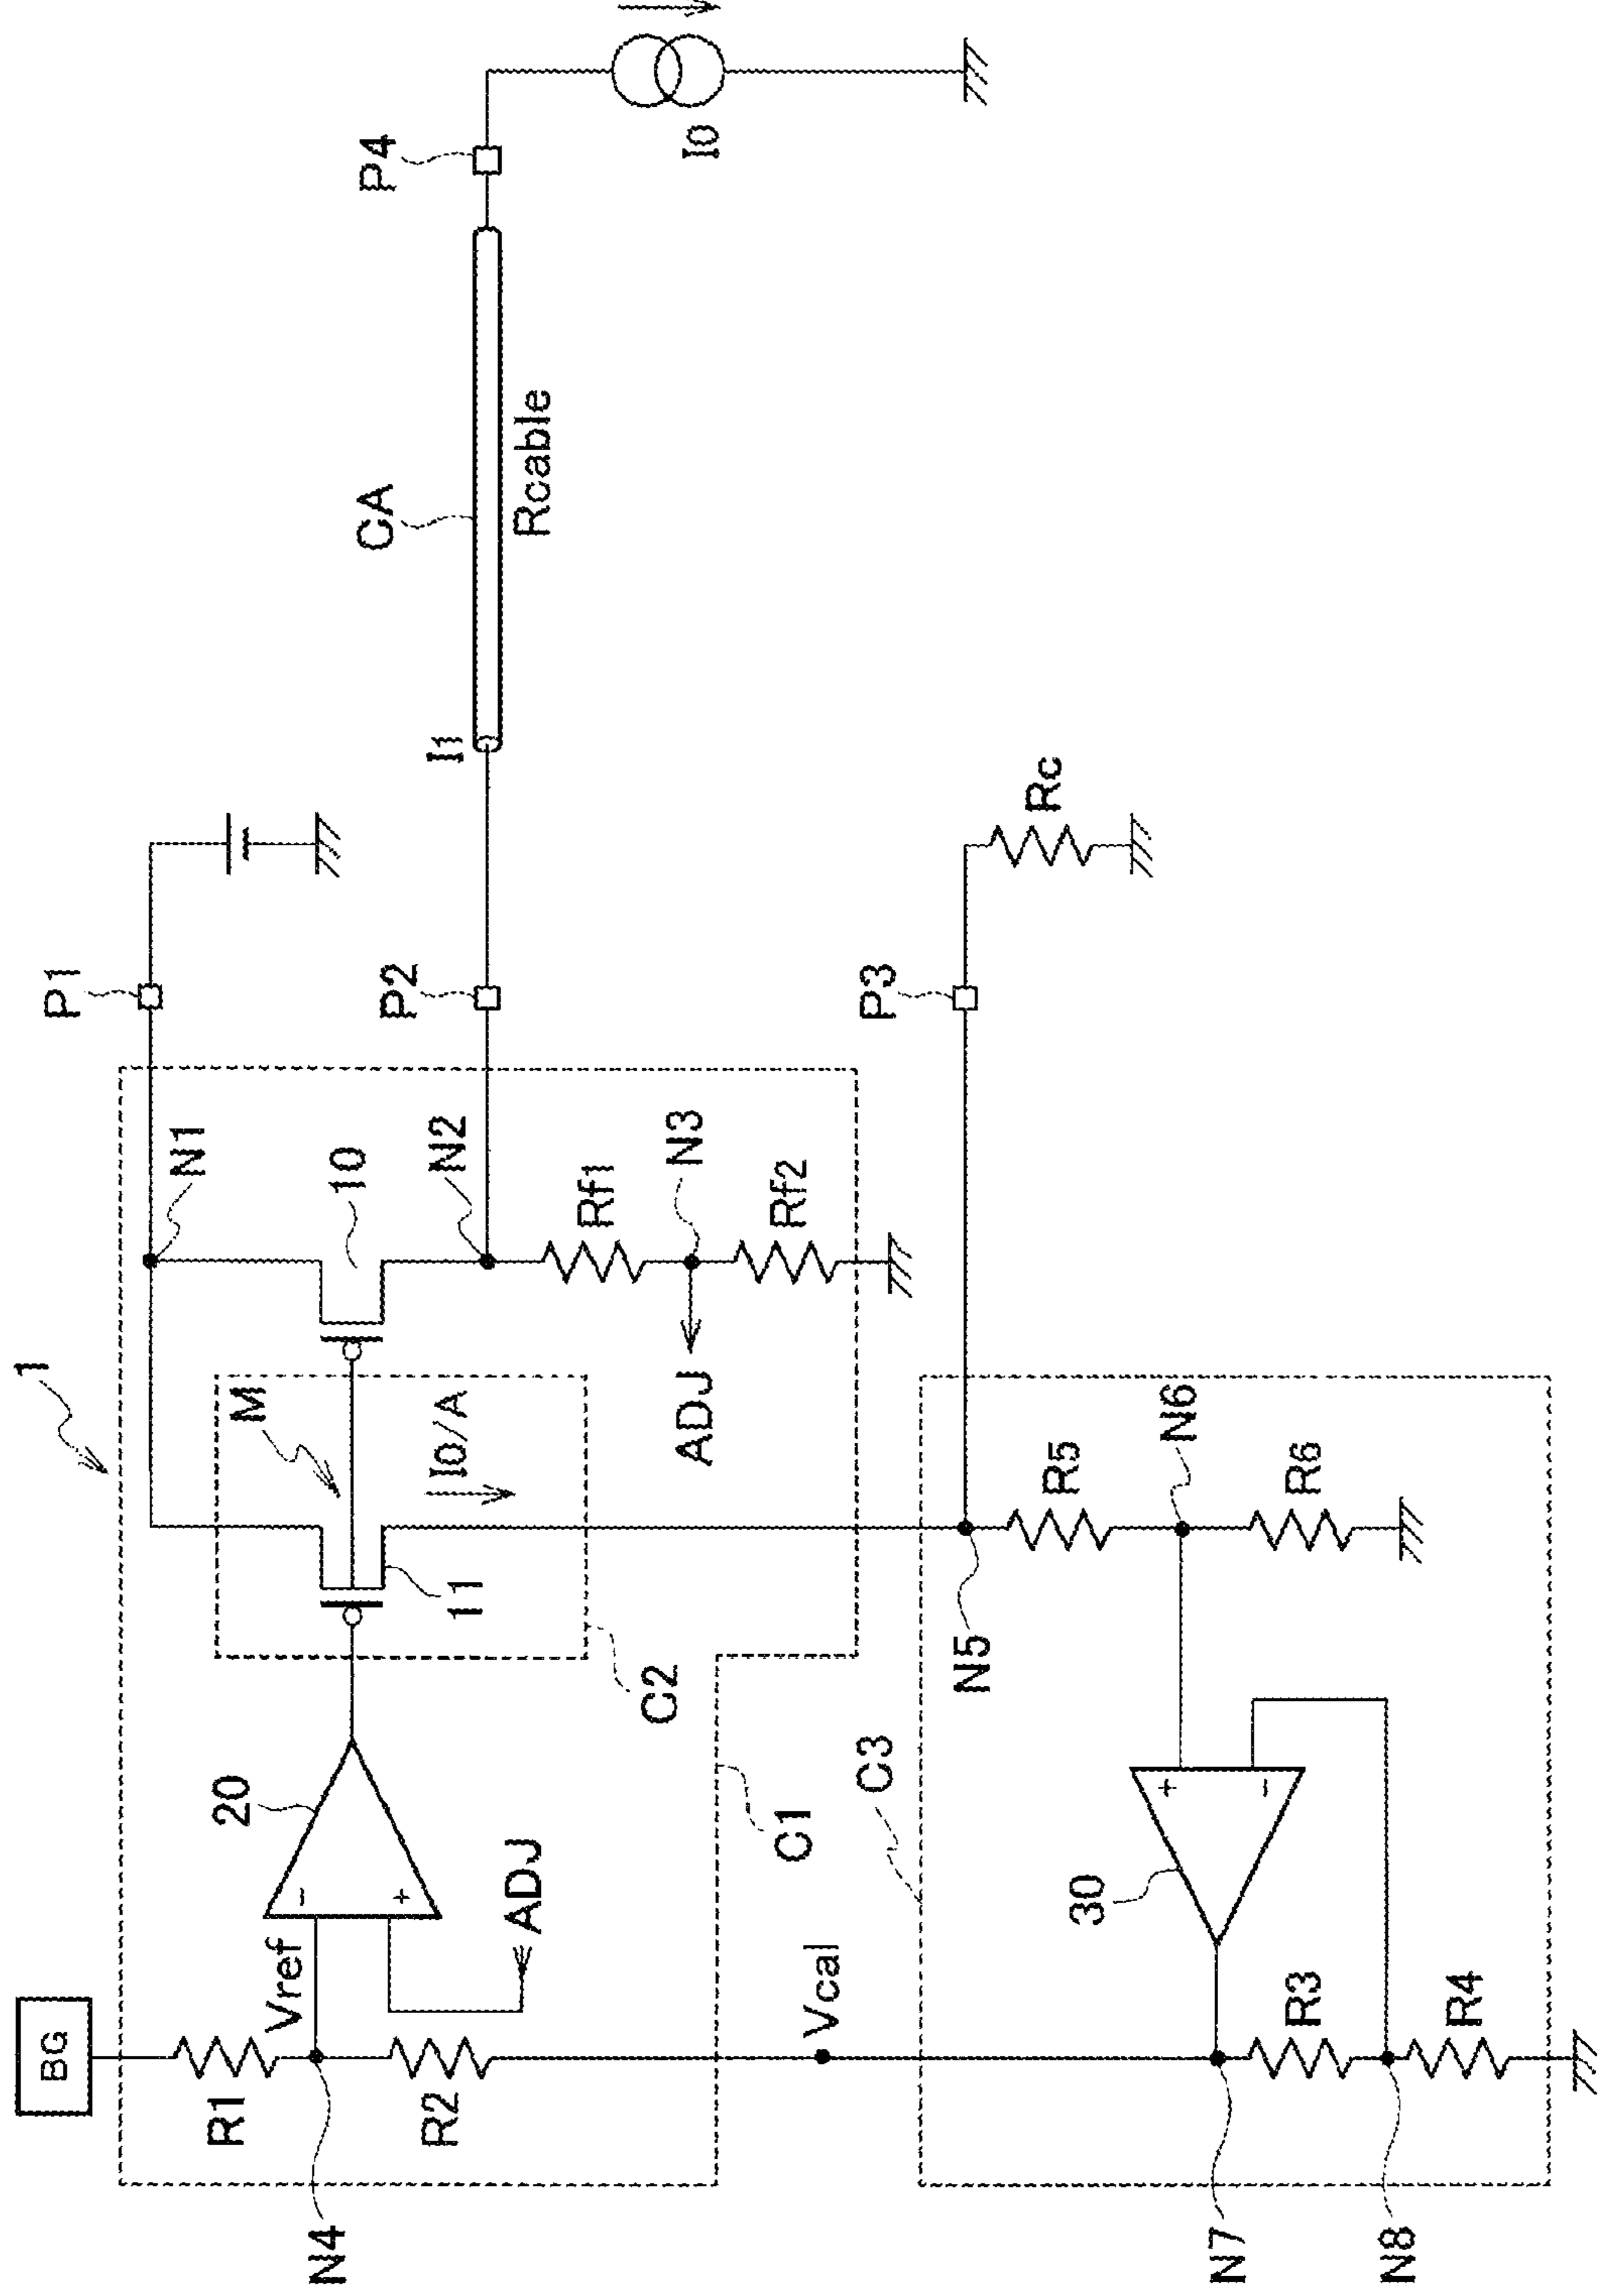 1
BG
P1
N1
R1
20
M
Vref
−
+
N4
10
CA
P4
P2
R2
N2
I1
Io/A
11
ADJ
Rcable
Rf1
C2
N3
ADJ
Io
Rf2
C1
Vcal
C3
P3
N5
Rc
R5
30
+
−
N6
N7
R3
R6
N8
R4